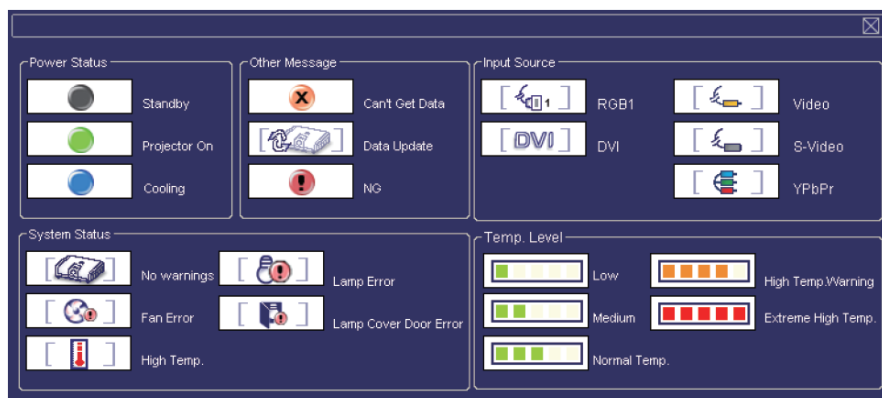 Power Status
Standby
Projector On
Cooling
Other Message
Can't Get Data
Data Update
NG
Input Source
1
RGB1
DVI
DVI
Video
S-Video
YPbPr
System Status
No warnings
Fan Error
High Temp.
Lamp Error
Lamp Cover Door Error
Temp. Level
Low
Medium
Normal Temp.
High Temp.Warning
Extreme High Temp.